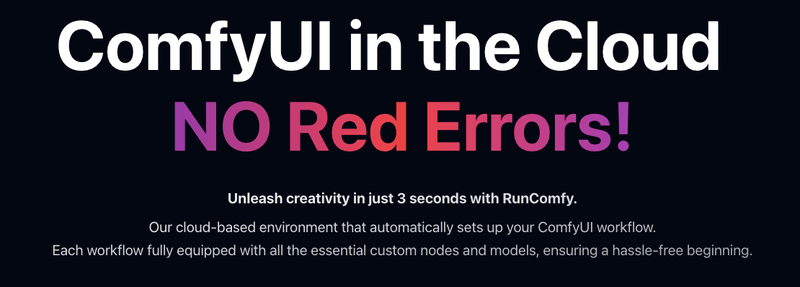 ComfyUI in the Cloud
NO Red Errors!
Unleash creativity in just 3 seconds with RunComfy.
Our cloud-based environment that automatically sets up your ComfyUI workflow.
Each workflow fully equipped with all the essential custom nodes and models, ensuring a hassle-free beginning.